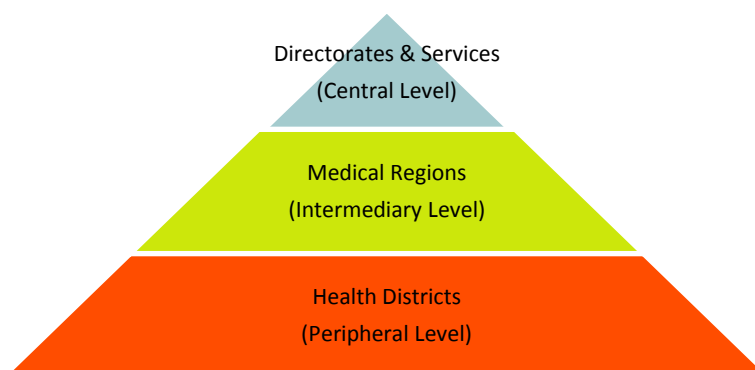 Directorates & Services
(Central Level)
Medical Regions
(Intermediary Level)
Health Districts
(Peripheral Level)